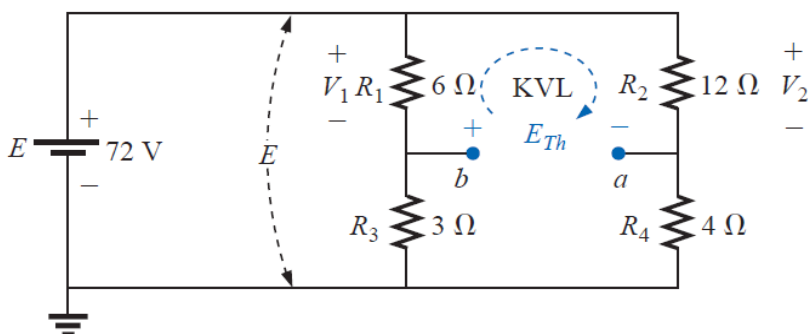 +
V1 R1 6 Ω KVL R2 12 Ω V2
+
−
−
+ ETh −
+
E 72 V E
−
b a
R3 3 Ω R4 4 Ω